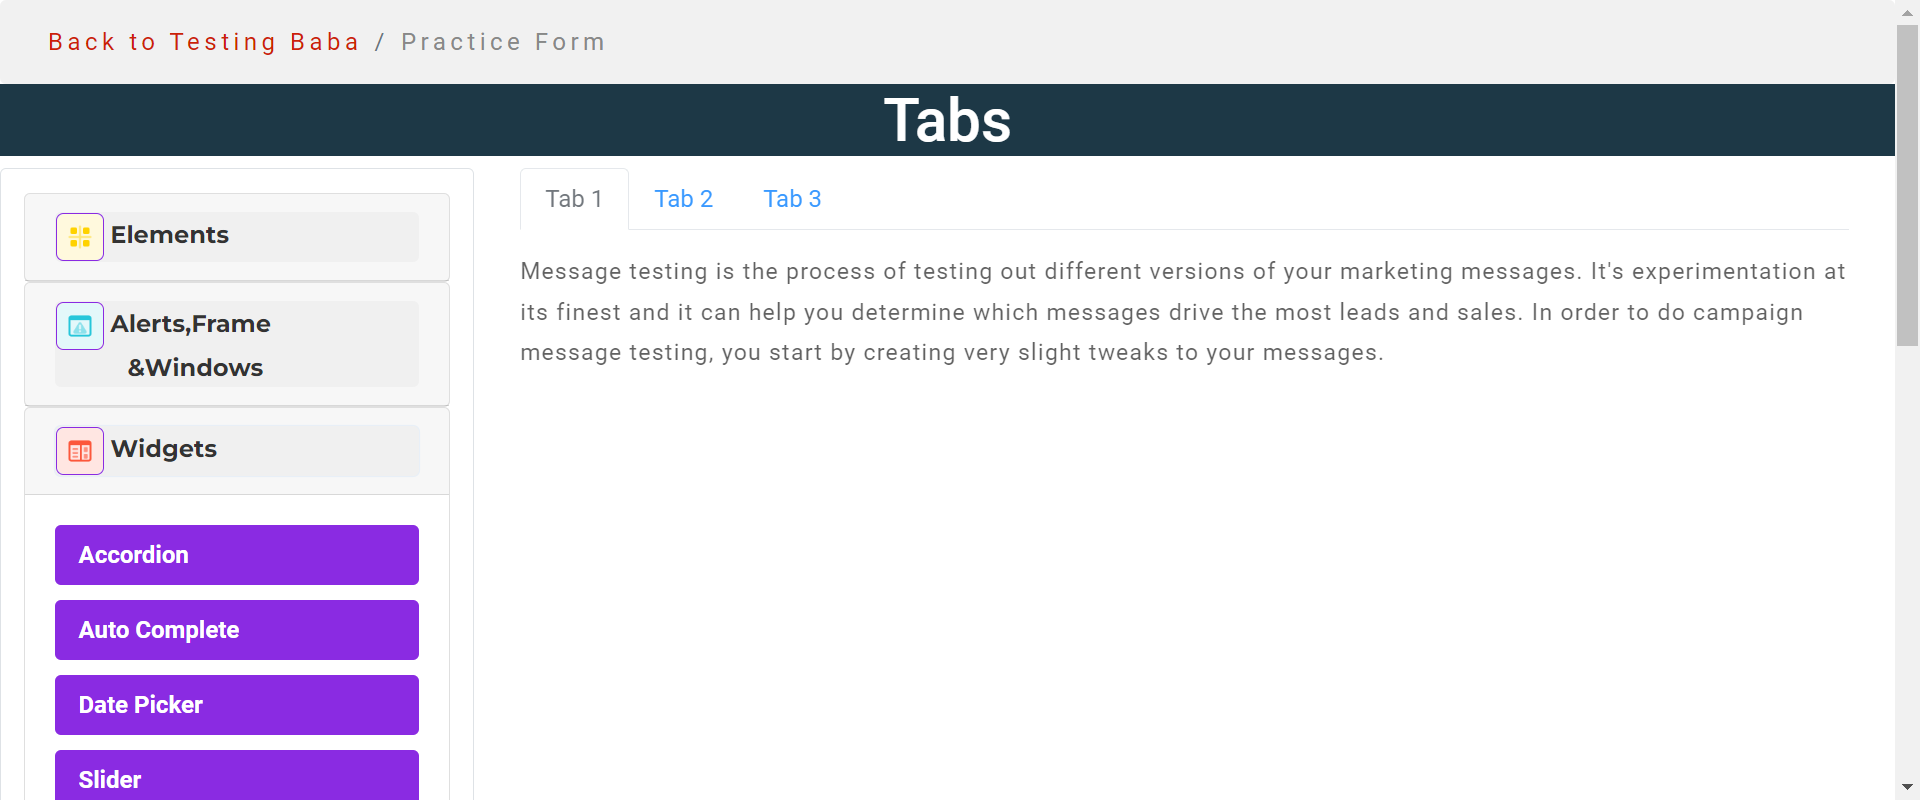 Back to Testing Baba / Practice Form
Tabs
Elements
Alerts,Frame
&Windows
Widgets
Accordion
Auto Complete
Date Picker
Slider
Tab 1
Tab 2
Tab 3
Message testing is the process of testing out different versions of your marketing messages. It's experimentation at
its finest and it can help you determine which messages drive the most leads and sales. In order to do campaign
message testing, you start by creating very slight tweaks to your messages.